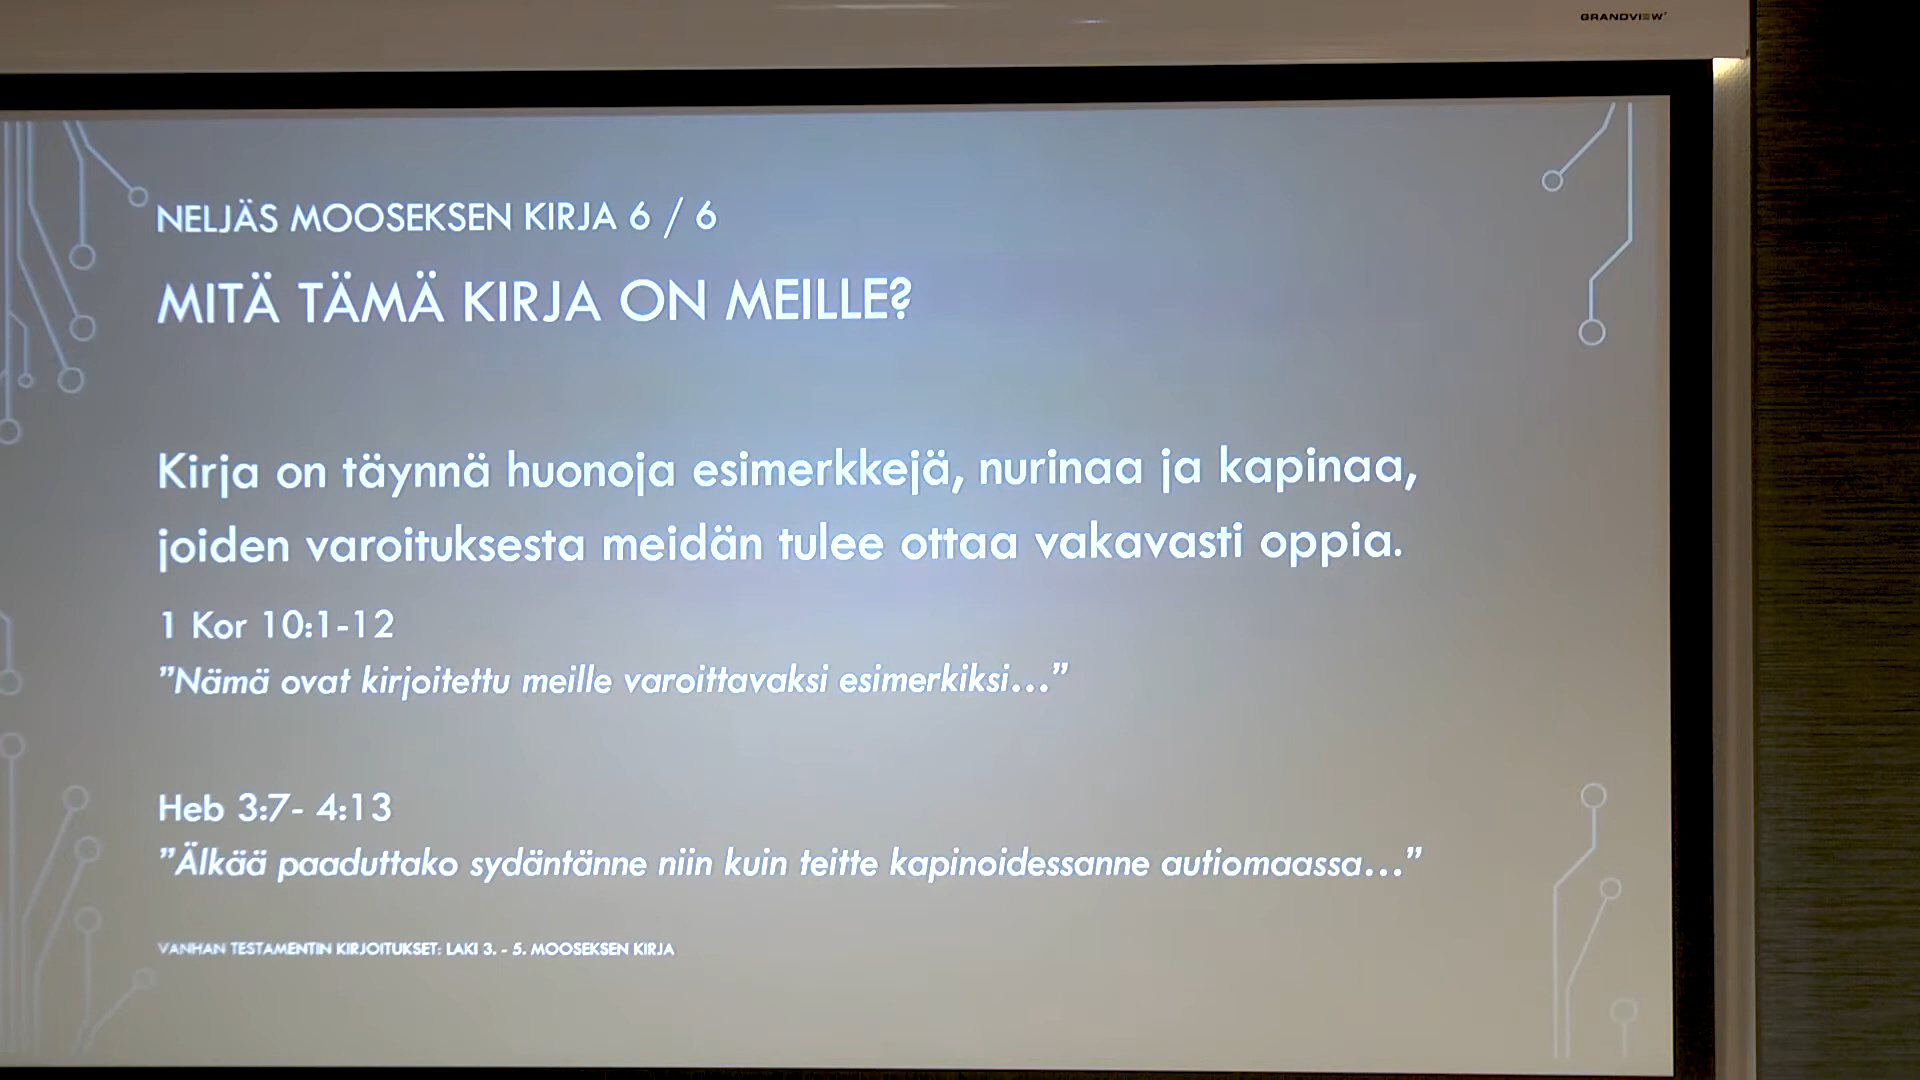 GRANDVIEW
NELJÄS MOOSEKSEN KIRJA 6 / 6
MITÄ TÄMÄ KIRJA ON MEILLE?
Kirja on täynnä huonoja esimerkkejä, nurinaa ja kapinaa,
joiden varoituksesta meidän tulee ottaa vakavasti oppia.
1 Kor 10:1-12
”Nämä ovat kirjoitettu meille varoittavaksi esimerkiksi...”
Heb 3:7- 4:13
”Älkää paaduttako sydäntänne niin kuin teitte kapinoidessanne autiomaassa...”
VANHAN TESTAMENTIN KIRJOITUKSET: LAKI 3. - 5. MOOSEKSEN KIRJA